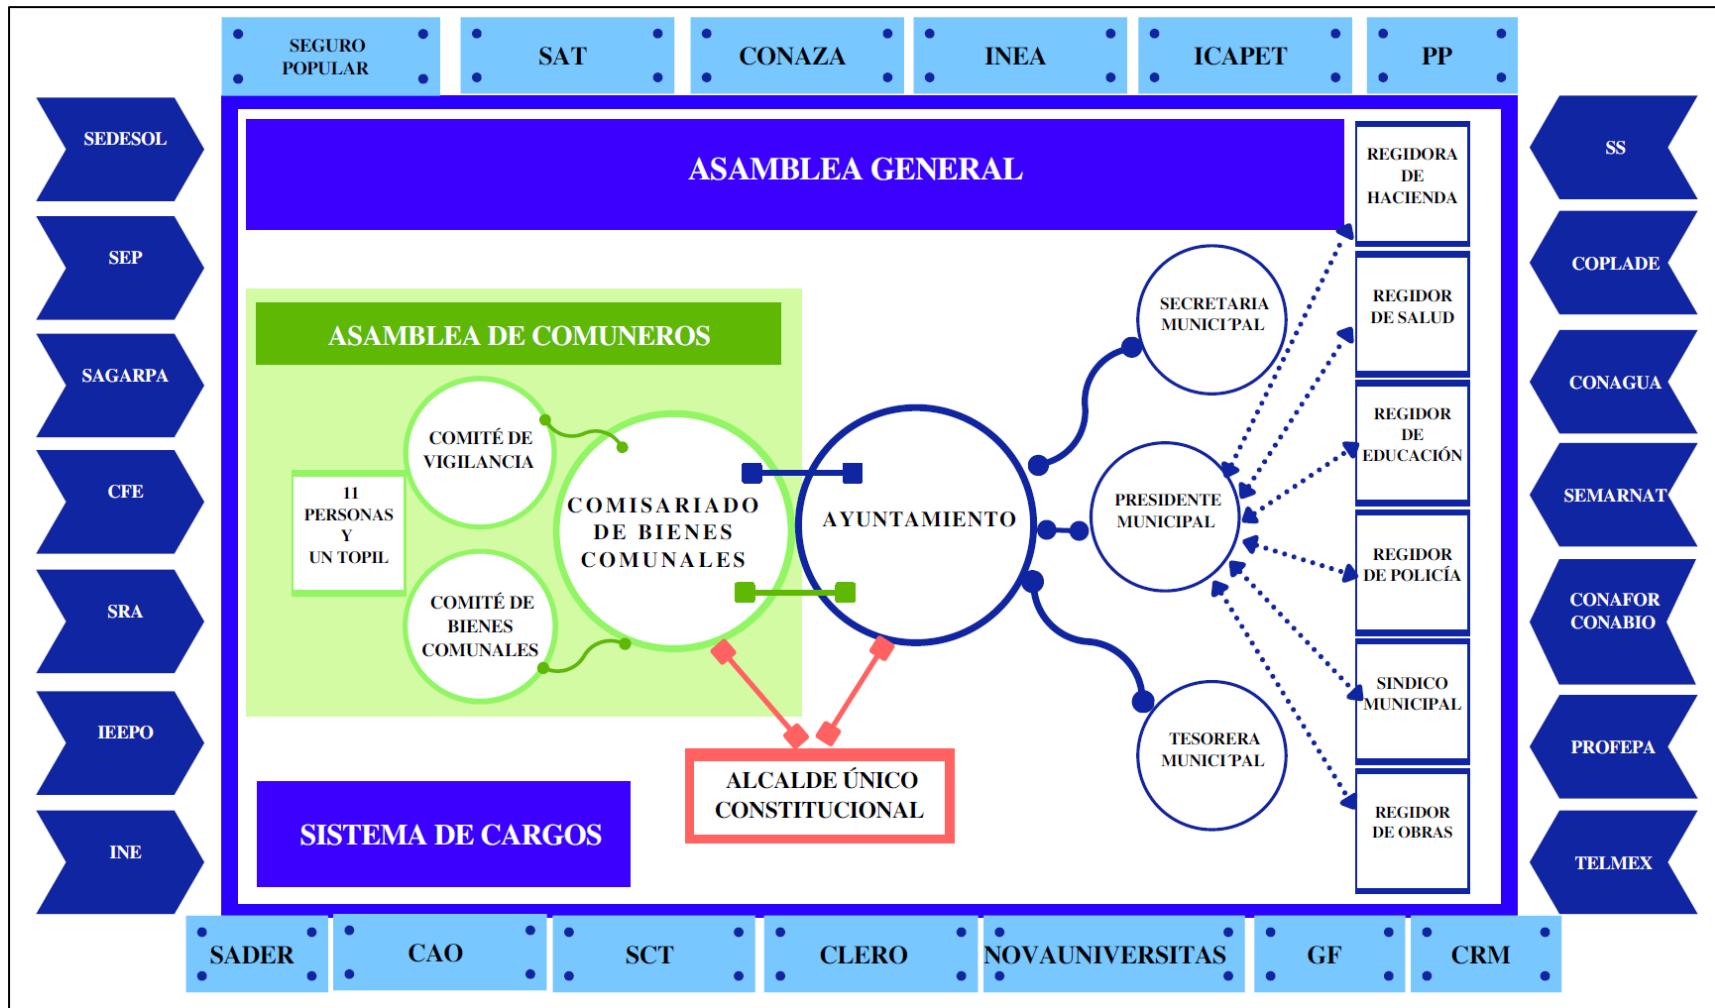 SEGURO
POPULAR
SAT
CONAZA
INEA
ICAPET
PP
SEDESOL
SEP
SAGARPA
CFE
SRA
IEEPO
INE
ASAMBLEA GENERAL
ASAMBLEA DE COMUNEROS
COMITÉ DE
VIGILANCIA
11
PERSONAS
Y
UN TOPIL
COMITÉ DE
BIENES
COMUNALES
COMISARIADO
DE BIENES
COMUNALES
AYUNTAMIENTO
SECRETARIA
MUNICI´PAL
PRESIDENTE
MUNICIPAL
TESORERA
MUNICI´PAL
ALCALDE ÚNICO
CONSTITUCIONAL
SISTEMA DE CARGOS
REGIDORA
DE
HACIENDA
REGIDOR
DE SALUD
REGIDOR
DE
EDUCACIÓN
REGIDOR
DE POLICÍA
SINDICO
MUNICIPAL
REGIDOR
DE OBRAS
SS
COPLADE
CONAGUA
SEMARNAT
CONAFOR
CONABIO
PROFEPA
TELMEX
SADER
CAO
SCT
CLERO
NOVAUNIVERSITAS
GF
CRM